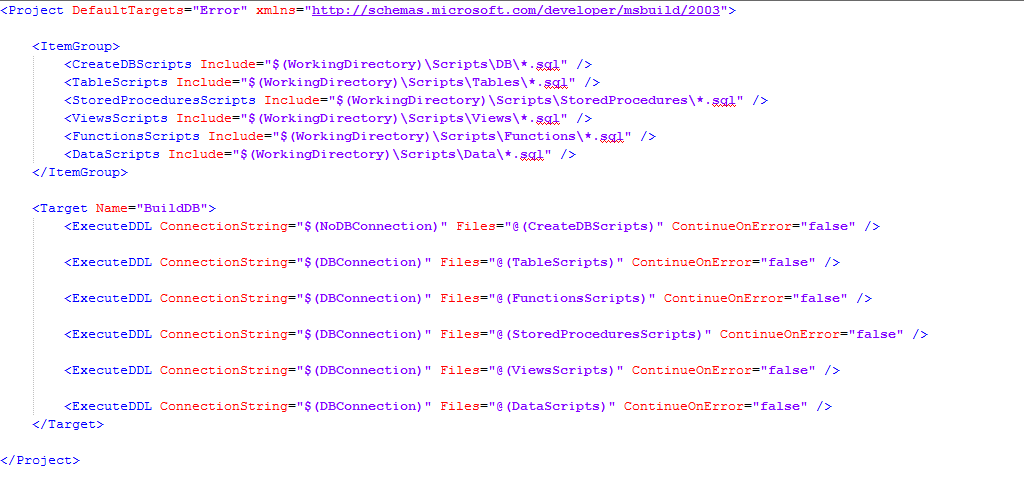 <Project DefaultTargets="Error" xmlns="http://schemas.microsoft.com/developer/msbuild/2003">
<ItemGroup>
<CreateDBScripts Include="$(WorkingDirectory)\Scripts\DB\*.sql" />
<TableScripts Include="$(WorkingDirectory)\Scripts\Tables\*.sql" />
<StoredProceduresScripts Include="$(WorkingDirectory)\Scripts\StoredProcedures\*.sql" />
<ViewsScripts Include="$(WorkingDirectory)\Scripts\Views\*.sql" />
<FunctionsScripts Include="$(WorkingDirectory)\Scripts\Functions\*.sql" />
<DataScripts Include="$(WorkingDirectory)\Scripts\Data\*.sql" />
</ItemGroup>
<Target Name="BuildDB">
<ExecuteDDL ConnectionString="$(NoDBConnection)" Files="@(CreateDBScripts)" ContinueOnError="false" />
<ExecuteDDL ConnectionString="$(DBConnection)" Files="@(TableScripts)" ContinueOnError="false" />
<ExecuteDDL ConnectionString="$(DBConnection)" Files="@(FunctionsScripts)" ContinueOnError="false" />
<ExecuteDDL ConnectionString="$(DBConnection)" Files="@(StoredProceduresScripts)" ContinueOnError="false" />
<ExecuteDDL ConnectionString="$(DBConnection)" Files="@(ViewsScripts)" ContinueOnError="false" />
<ExecuteDDL ConnectionString="$(DBConnection)" Files="@(DataScripts)" ContinueOnError="false" />
</Target>
</Project>